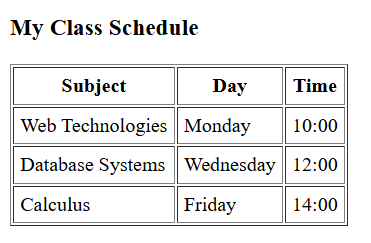 My Class Schedule
Subject Day Time
Web Technologies Monday 10:00
Database Systems Wednesday 12:00
Calculus Friday 14:00